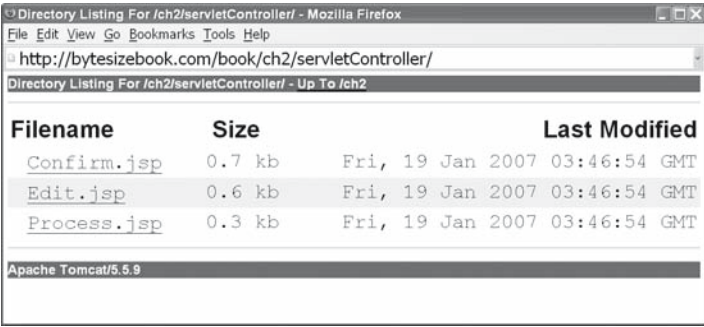 Directory Listing For /ch2/servletController/ - Mozilla Firefox
File Edit View Go Bookmarks Tools Help
http://bytesizebook.com/book/ch2/servletController/
Directory Listing For /ch2/servletController/ - Up To /ch2
Filename Size Last Modified
Confirm.jsp 0.7 kb Fri, 19 Jan 2007 03:46:54 GMT
Edit.jsp 0.6 kb Fri, 19 Jan 2007 03:46:54 GMT
Process.jsp 0.3 kb Fri, 19 Jan 2007 03:46:54 GMT
Apache Tomcat/5.5.9